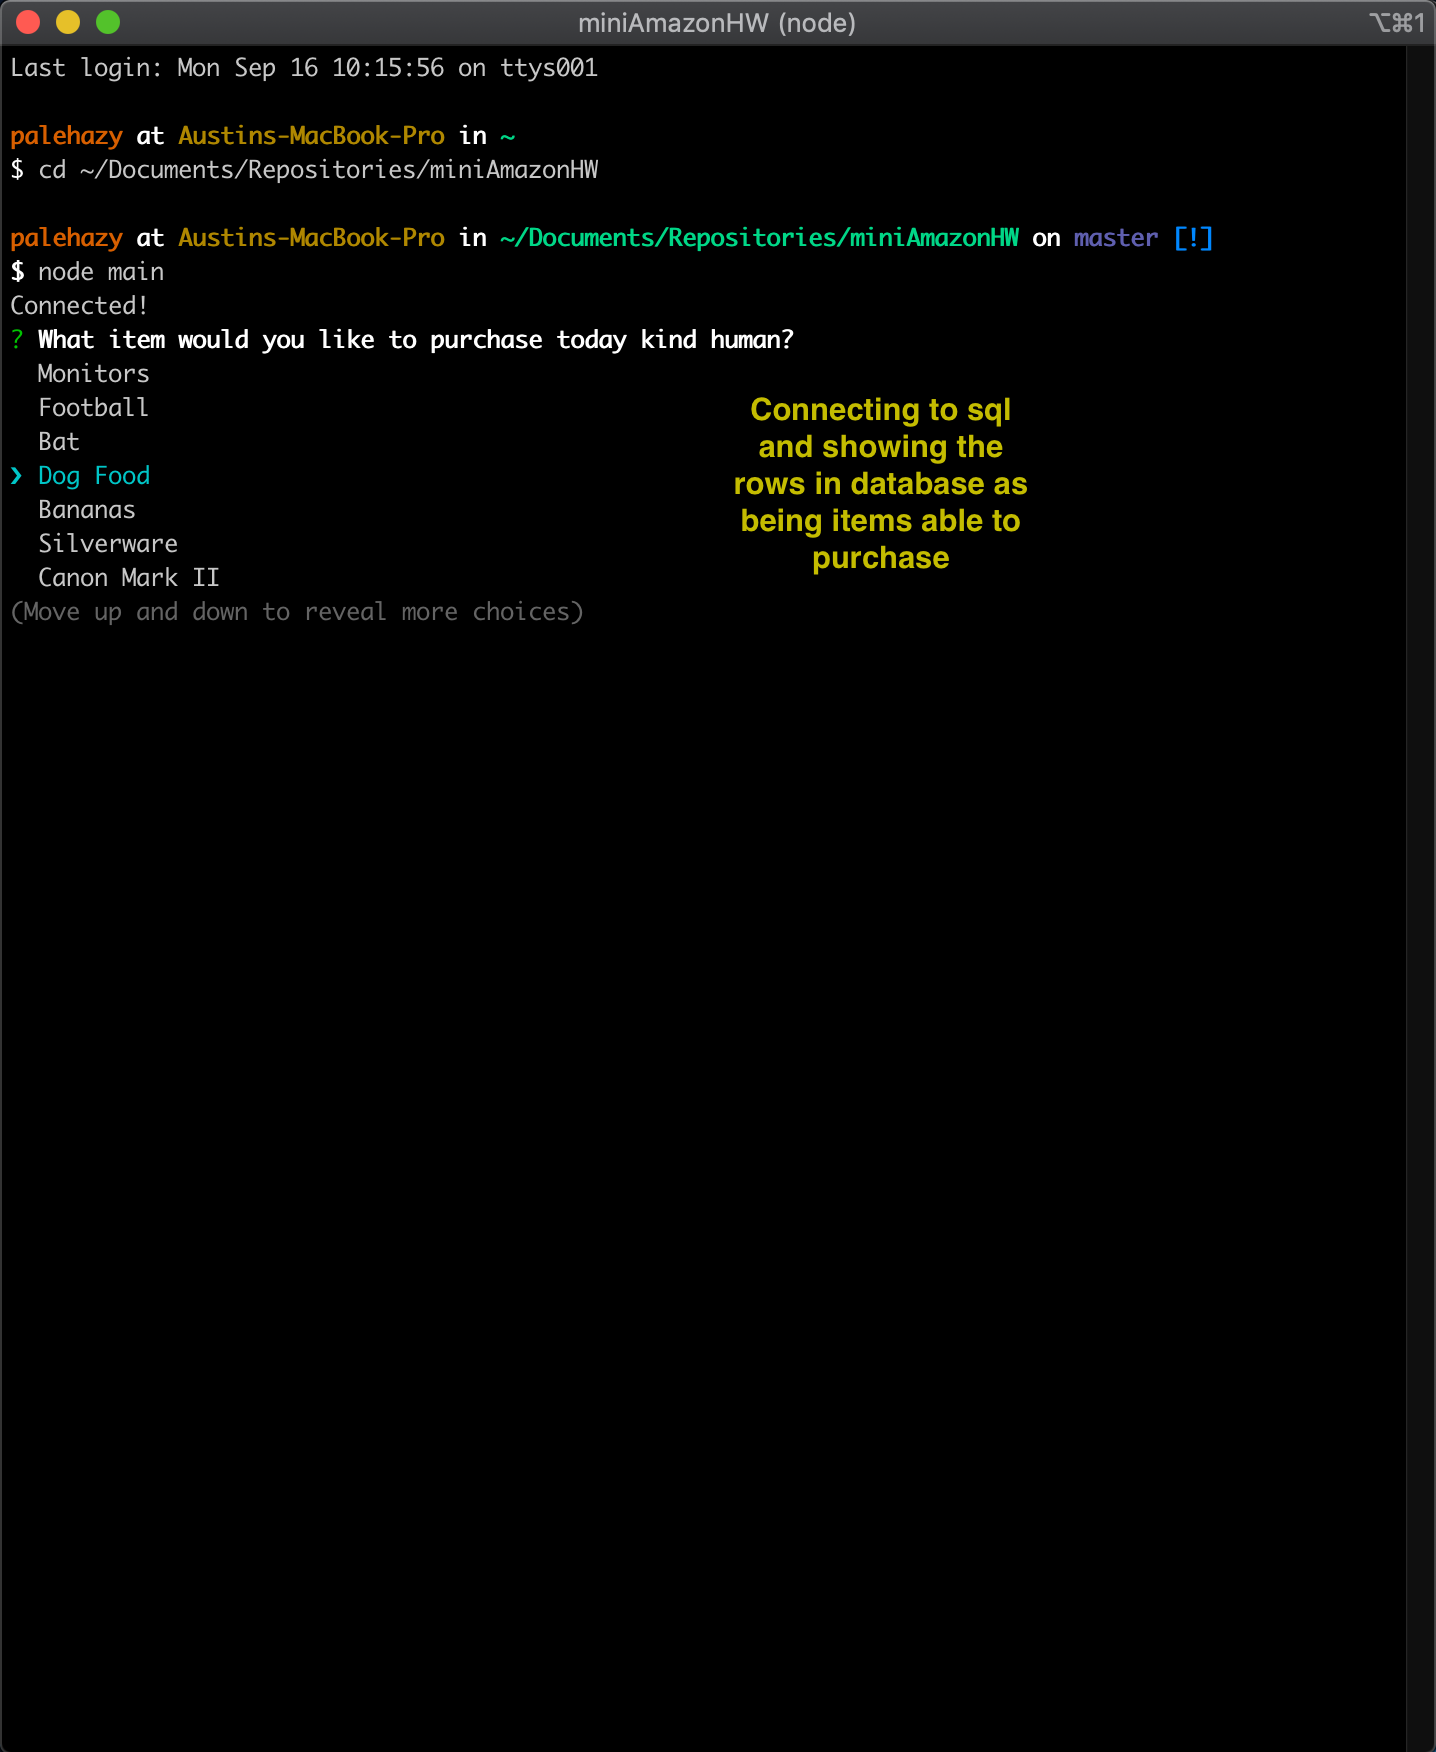 miniAmazonHW (node)
⌥⌘1
Last login: Mon Sep 16 10:15:56 on ttys001
palehazy at Austins-MacBook-Pro in ~
$ cd ~/Documents/Repositories/miniAmazonHW
palehazy at Austins-MacBook-Pro in ~/Documents/Repositories/miniAmazonHW on master [!]
$ node main
Connected!
? What item would you like to purchase today kind human?
Monitors
Football
Bat
❯ Dog Food
Bananas
Silverware
Canon Mark II
(Move up and down to reveal more choices)
Connecting to sql
and showing the
rows in database as
being items able to
purchase